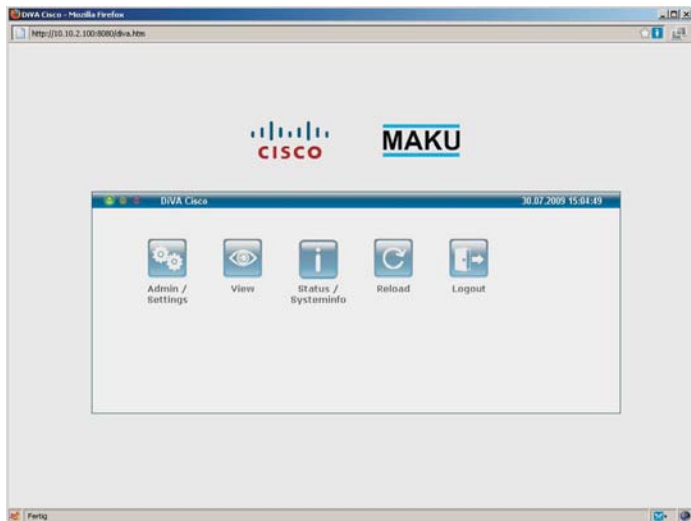 DiVA Cisco - Mozilla Firefox
http://10.10.2.100:8080/diva.htm
CISCO
MAKU
DiVA Cisco
30.07.2009 15:04:49
Admin / Settings
View
Status / Systeminfo
Reload
Logout
Fertig